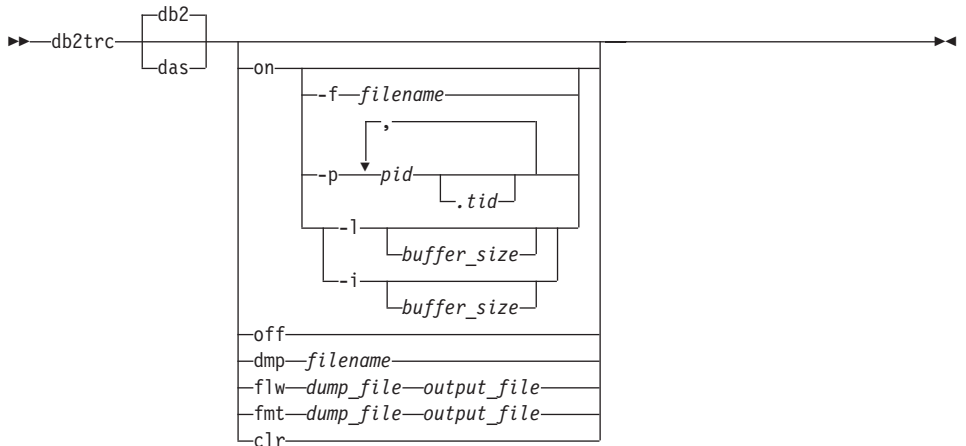 db2
db2trc
das
on
-f filename
,
-p pid
.tid
-l
buffer_size
-i
buffer_size
off
dmp filename
flw dump_file output_file
fmt dump_file output_file
clr